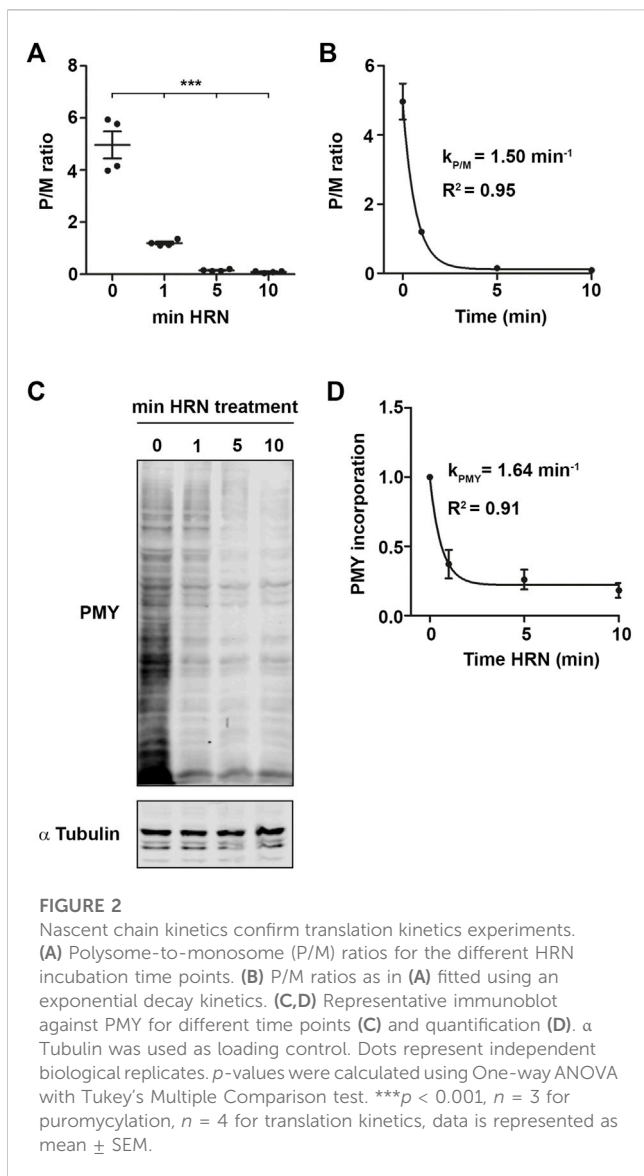 A
B
8
6
4
2
0
P/M ratio
***
0 1 5 10
min HRN
6
4
2
0
P/M ratio
k_P/M = 1.50 min⁻¹
R² = 0.95
0 5 10
Time (min)
C
D
min HRN treatment
0 1 5 10
PMY
α Tubulin
1.5
1.0
0.5
0.0
PMY incorporation
k_PMY = 1.64 min⁻¹
R² = 0.91
0 5 10
Time HRN (min)
FIGURE 2
Nascent chain kinetics confirm translation kinetics experiments.
(A) Polysome-to-monosome (P/M) ratios for the different HRN
incubation time points. (B) P/M ratios as in (A) fitted using an
exponential decay kinetics. (C,D) Representative immunoblot
against PMY for different time points (C) and quantification (D). α
Tubulin was used as loading control. Dots represent independent
biological replicates. p-values were calculated using One-way ANOVA
with Tukey's Multiple Comparison test. ***p < 0.001, n = 3 for
puromycylation, n = 4 for translation kinetics, data is represented as
mean ± SEM.